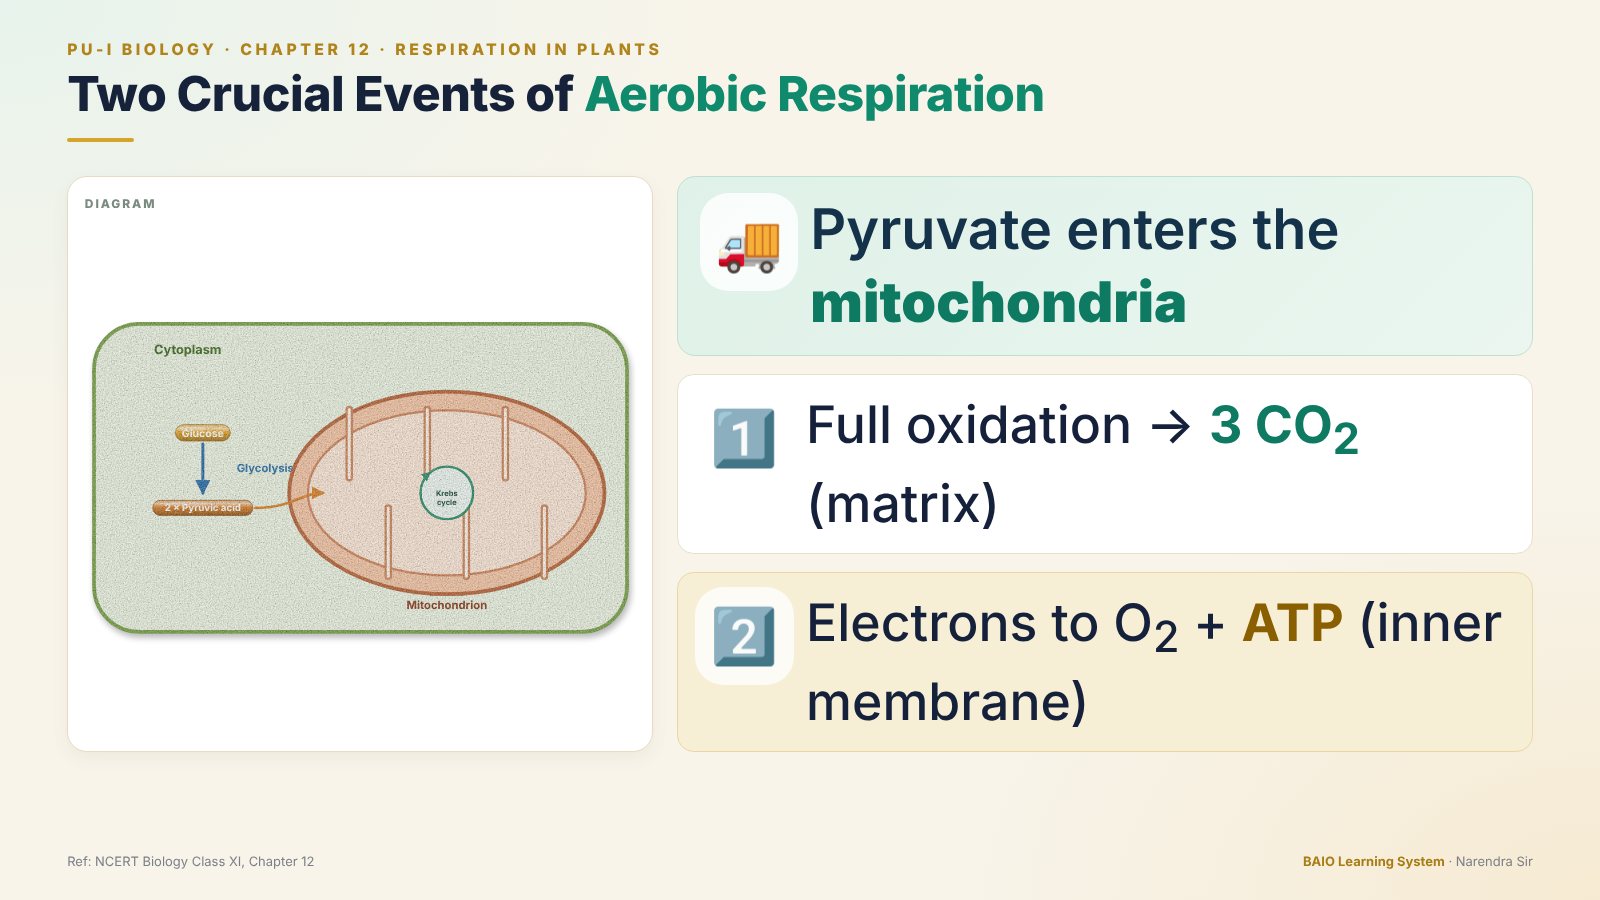 PU-I BIOLOGY · CHAPTER 12 · RESPIRATION IN PLANTS
Two Crucial Events of Aerobic Respiration
DIAGRAM
Cytoplasm
Glucose
Glycolysis
2 × Pyruvic acid
Krebs
cycle
Mitochondrion
Pyruvate enters the
mitochondria
1
Full oxidation → 3 CO₂
(matrix)
2
Electrons to O₂ + ATP (inner
membrane)
Ref: NCERT Biology Class XI, Chapter 12
BAIO Learning System · Narendra Sir